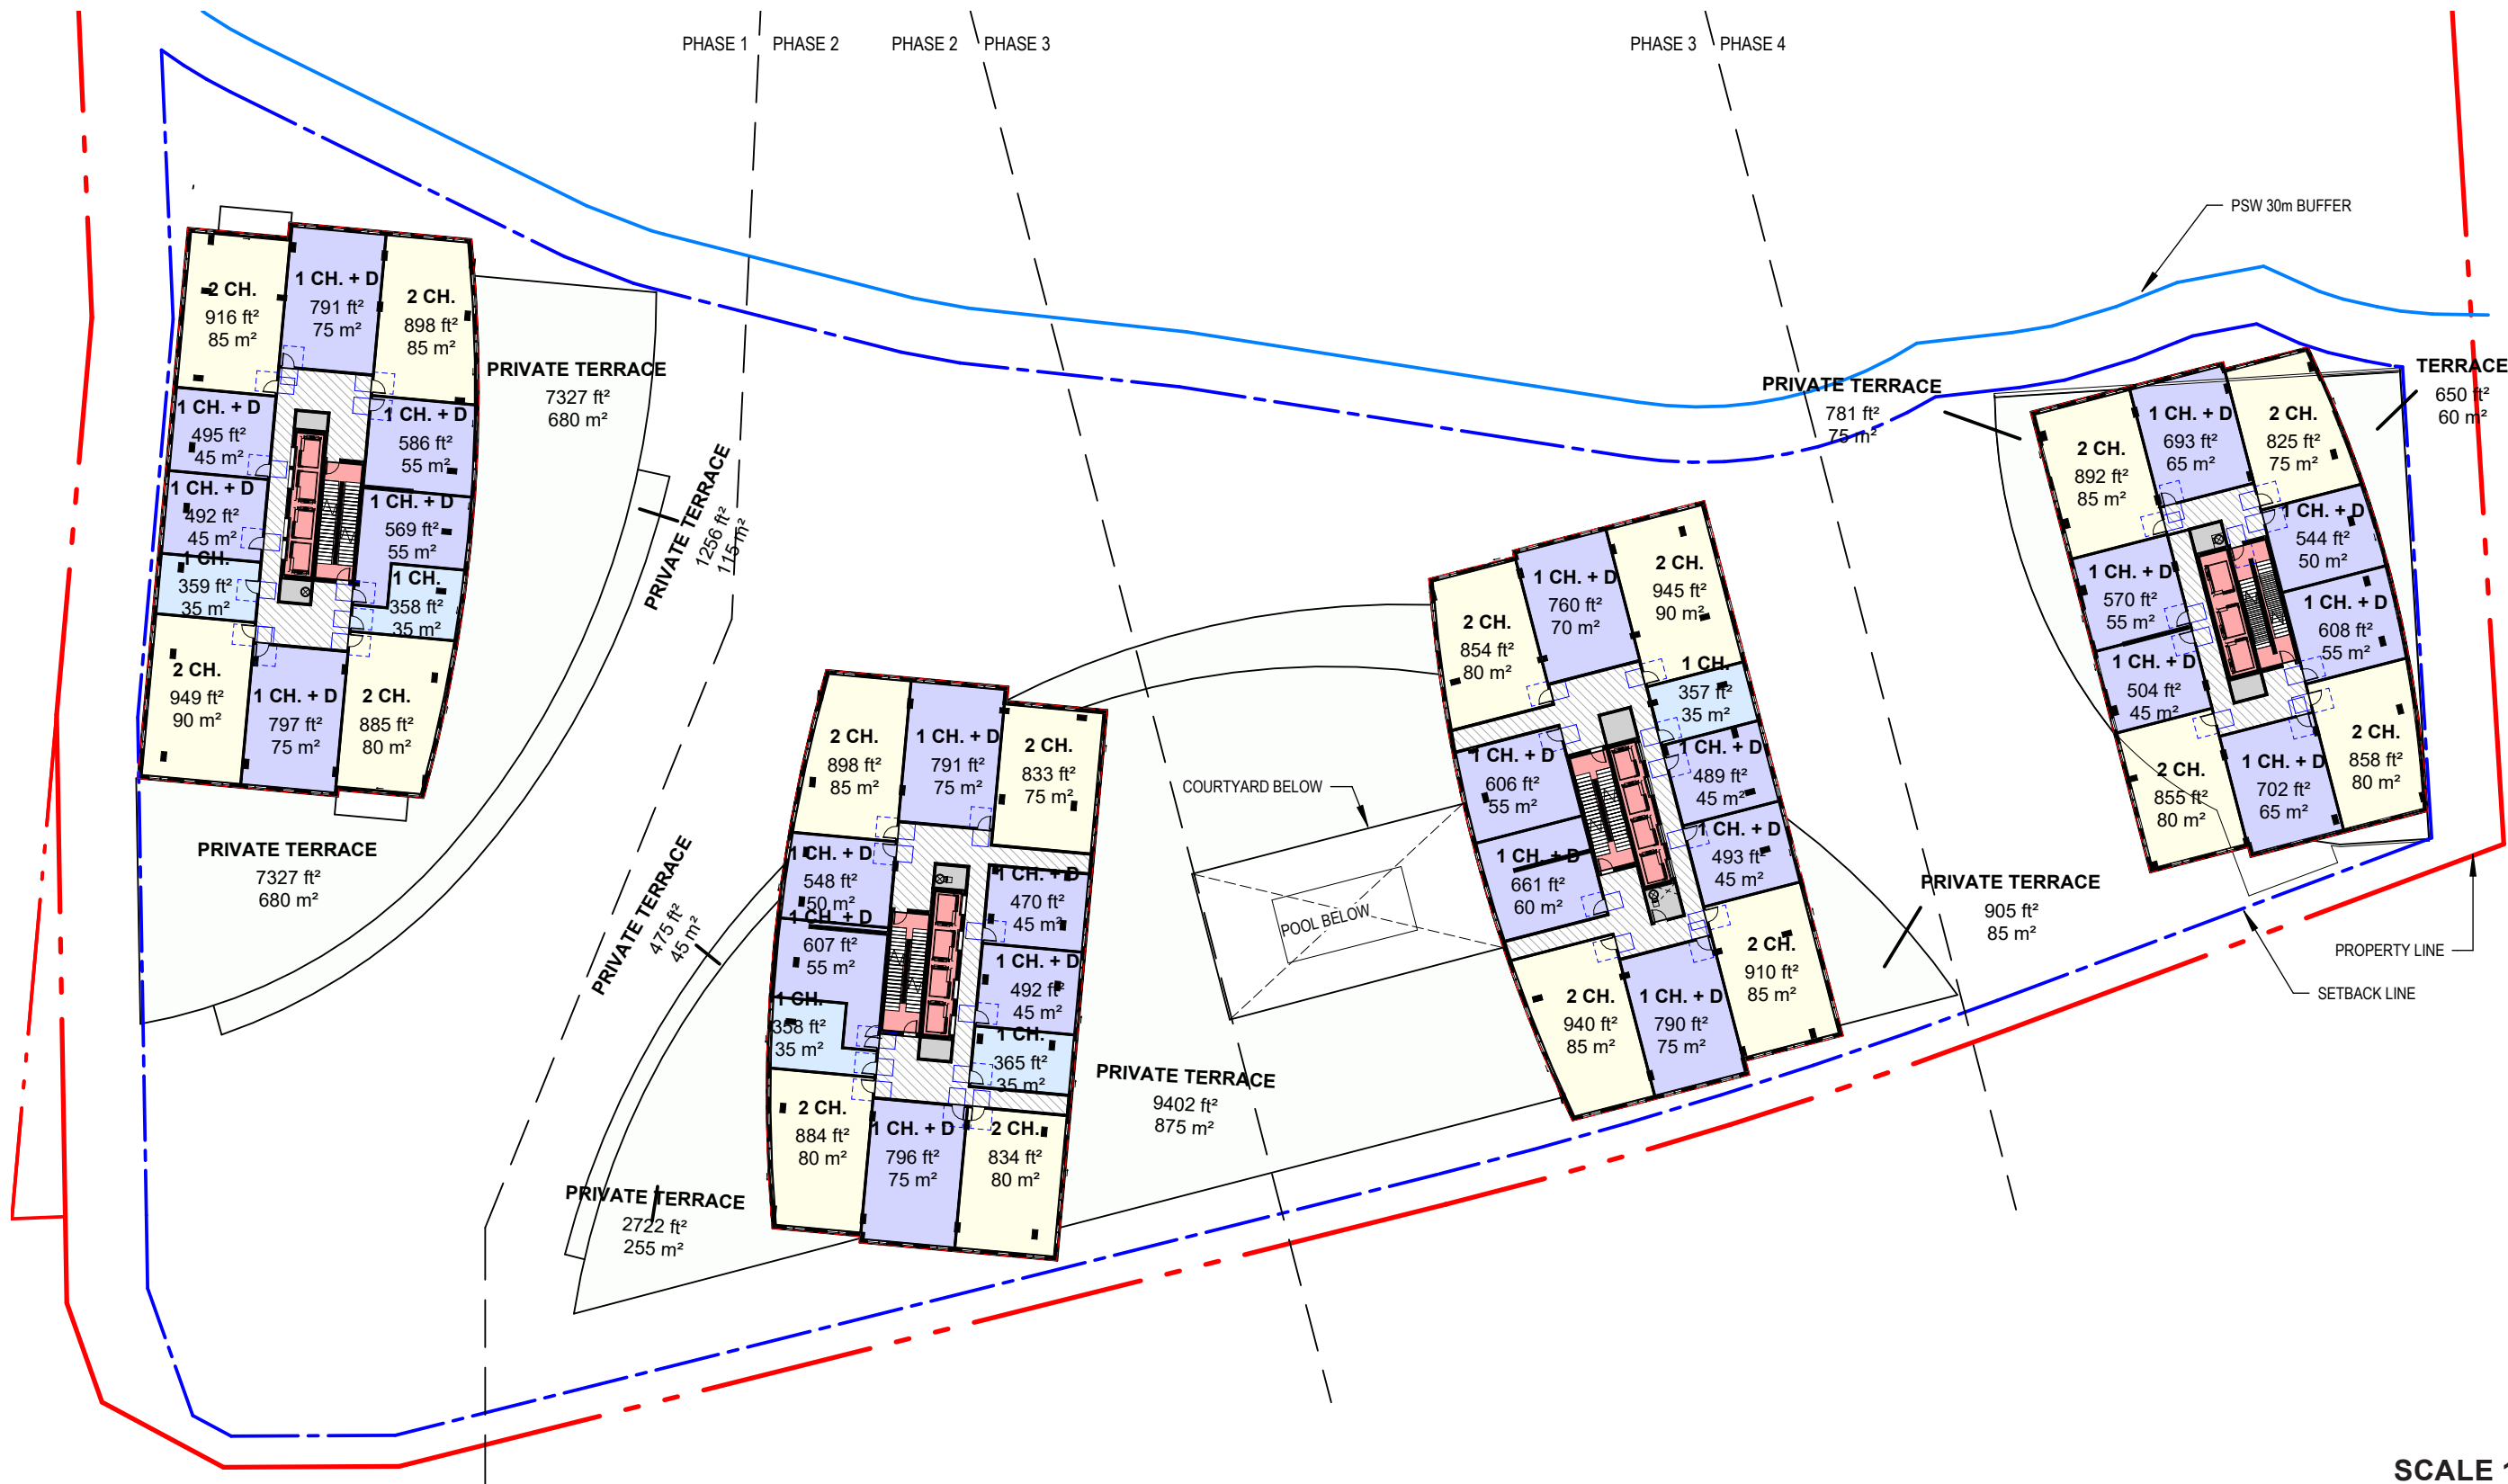 PHASE 1
PHASE 2
PHASE 2
PHASE 3
PHASE 3
PHASE 4
PSW 30m BUFFER
2 CH.
916 ft²
85 m²
1 CH. + D
791 ft²
75 m²
2 CH.
898 ft²
85 m²
PRIVATE TERRACE
7327 ft²
680 m²
1 CH. + D
495 ft²
45 m²
1 CH. + D
586 ft²
55 m²
1 CH. + D
492 ft²
45 m²
1 CH. + D
569 ft²
55 m²
1 CH.
359 ft²
35 m²
1 CH.
358 ft²
35 m²
2 CH.
949 ft²
90 m²
1 CH. + D
797 ft²
75 m²
2 CH.
885 ft²
80 m²
PRIVATE TERRACE
7327 ft²
680 m²
PRIVATE TERRACE
1256 ft²
115 m²
PRIVATE TERRACE
475 ft²
45 m²
PRIVATE TERRACE
2722 ft²
255 m²
2 CH.
898 ft²
85 m²
1 CH. + D
791 ft²
75 m²
2 CH.
833 ft²
75 m²
1 CH. + D
548 ft²
50 m²
1 CH. + D
470 ft²
45 m²
1 CH. + D
607 ft²
55 m²
1 CH. + D
492 ft²
45 m²
1 CH.
358 ft²
35 m²
1 CH.
365 ft²
35 m²
2 CH.
884 ft²
80 m²
1 CH. + D
796 ft²
75 m²
2 CH.
834 ft²
80 m²
PRIVATE TERRACE
9402 ft²
875 m²
COURTYARD BELOW
POOL BELOW
2 CH.
854 ft²
80 m²
1 CH. + D
760 ft²
70 m²
2 CH.
945 ft²
90 m²
1 CH.
357 ft²
35 m²
1 CH. + D
606 ft²
55 m²
1 CH. + D
489 ft²
45 m²
1 CH. + D
661 ft²
60 m²
1 CH. + D
493 ft²
45 m²
2 CH.
940 ft²
85 m²
1 CH. + D
790 ft²
75 m²
2 CH.
910 ft²
85 m²
PRIVATE TERRACE
905 ft²
85 m²
PRIVATE TERRACE
781 ft²
75 m²
TERRACE
650 ft²
60 m²
2 CH.
892 ft²
85 m²
1 CH. + D
693 ft²
65 m²
2 CH.
825 ft²
75 m²
1 CH. + D
544 ft²
50 m²
1 CH. + D
570 ft²
55 m²
1 CH. + D
608 ft²
55 m²
1 CH. + D
504 ft²
45 m²
2 CH.
855 ft²
80 m²
1 CH. + D
702 ft²
65 m²
2 CH.
858 ft²
80 m²
PROPERTY LINE
SETBACK LINE
SCALE